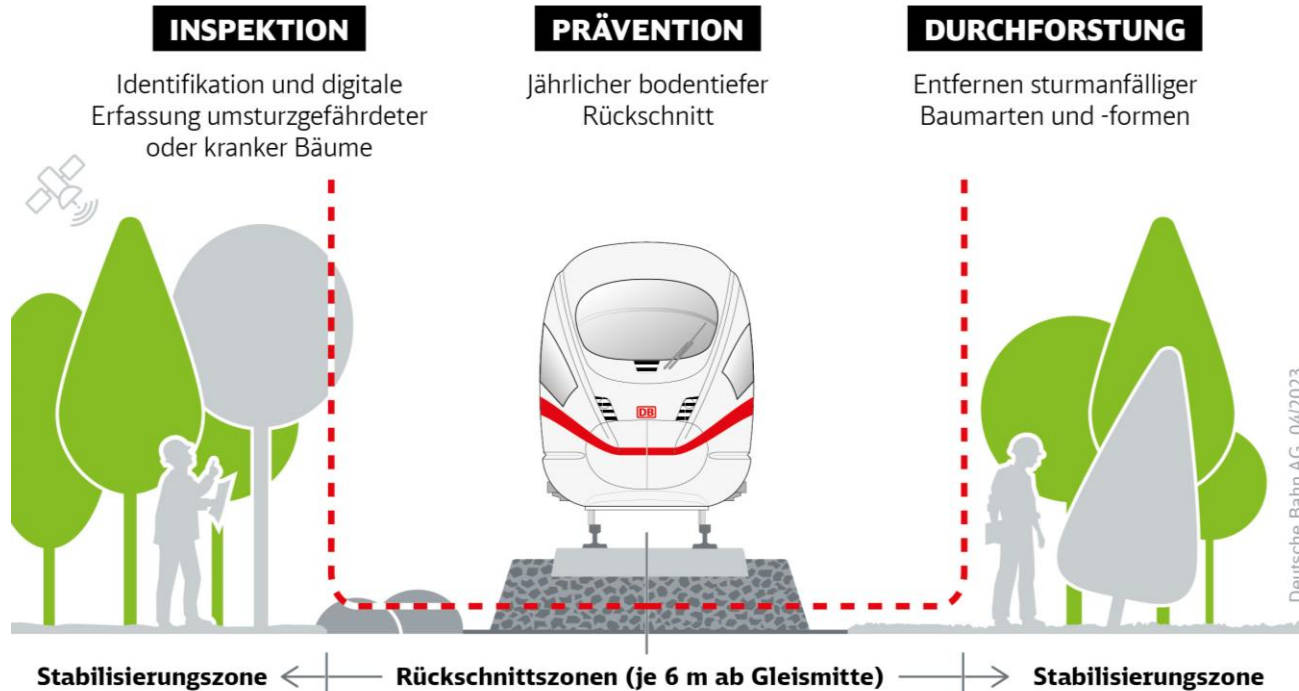 INSPEKTION
Identifikation und digitale
Erfassung umsturzgefährdeter
oder kranker Bäume
PRÄVENTION
Jährlicher bodentiefer
Rückschnitt
DURCHFORSTUNG
Entfernen sturmanfälliger
Baumarten und -formen
DB
Deutsche Bahn AG, 04/2023
Stabilisierungszone
Rückschnittszonen (je 6 m ab Gleismitte)
Stabilisierungszone